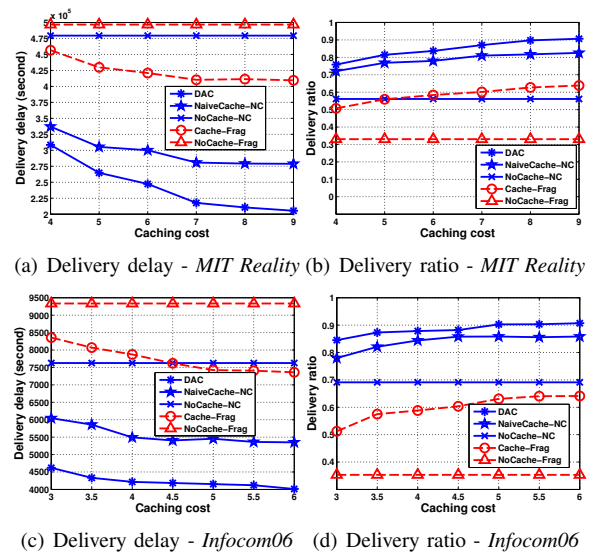 x 10^5
5
4.75
4.5
4.25
4
3.75
3.5
3.25
3
2.75
2.5
2.25
2
Delivery delay (second)
4 5 6 7 8 9
Caching cost
DAC
NaiveCache−NC
NoCache−NC
Cache−Frag
NoCache−Frag
1
0.9
0.8
0.7
0.6
0.5
0.4
0.3
0.2
0.1
0
Delivery ratio
4 5 6 7 8 9
Caching cost
DAC
NaiveCache−NC
NoCache−NC
Cache−Frag
NoCache−Frag
(a) Delivery delay - MIT Reality (b) Delivery ratio - MIT Reality
9500
9000
8500
8000
7500
7000
6500
6000
5500
5000
4500
4000
Delivery delay (second)
3 3.5 4 4.5 5 5.5 6
Caching cost
DAC
NaiveCache−NC
NoCache−NC
Cache−Frag
NoCache−Frag
1
0.9
0.8
0.7
0.6
0.5
0.4
Delivery ratio
3 3.5 4 4.5 5 5.5 6
Caching cost
DAC
NaiveCache−NC
NoCache−NC
Cache−Frag
NoCache−Frag
(c) Delivery delay - Infocom06 (d) Delivery ratio - Infocom06